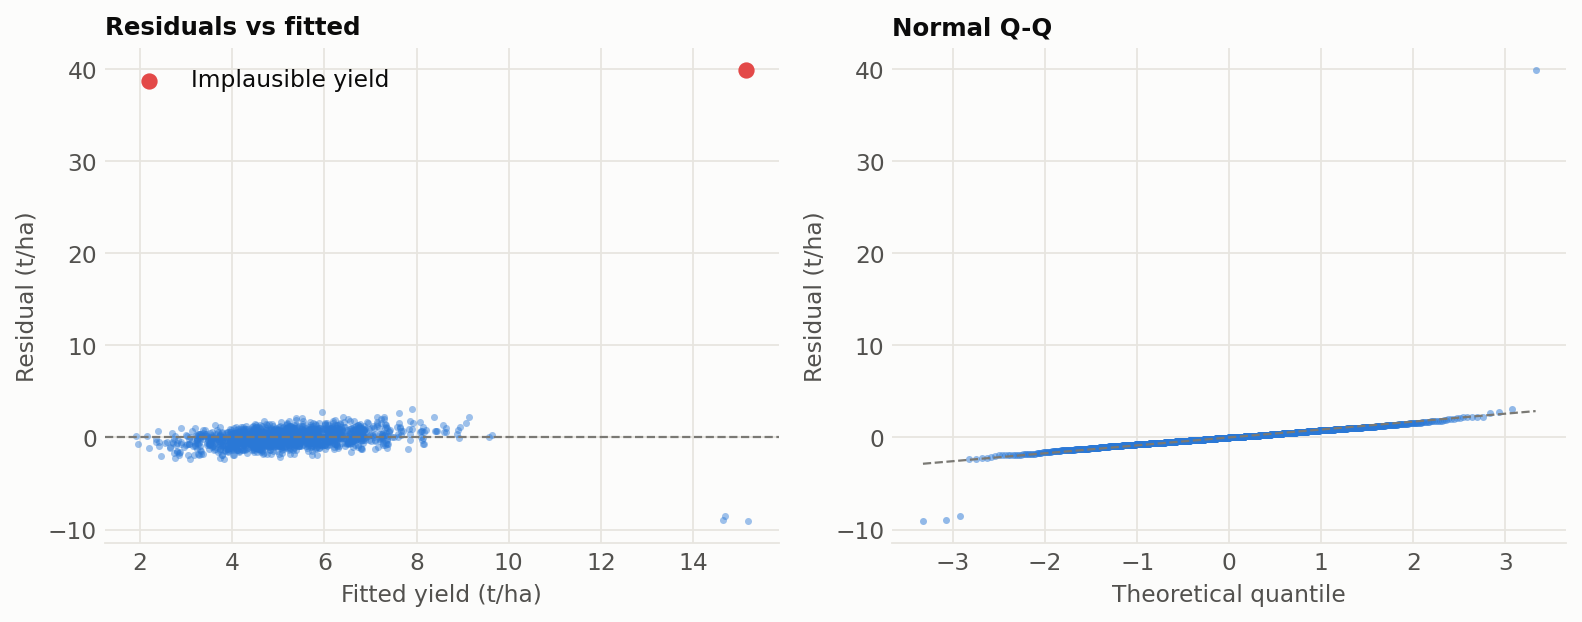 Residuals vs fitted
Implausible yield
Residual (t/ha)
40
30
20
10
0
−10
2 4 6 8 10 12 14
Fitted yield (t/ha)
Normal Q-Q
Residual (t/ha)
40
30
20
10
0
−10
−3 −2 −1 0 1 2 3
Theoretical quantile